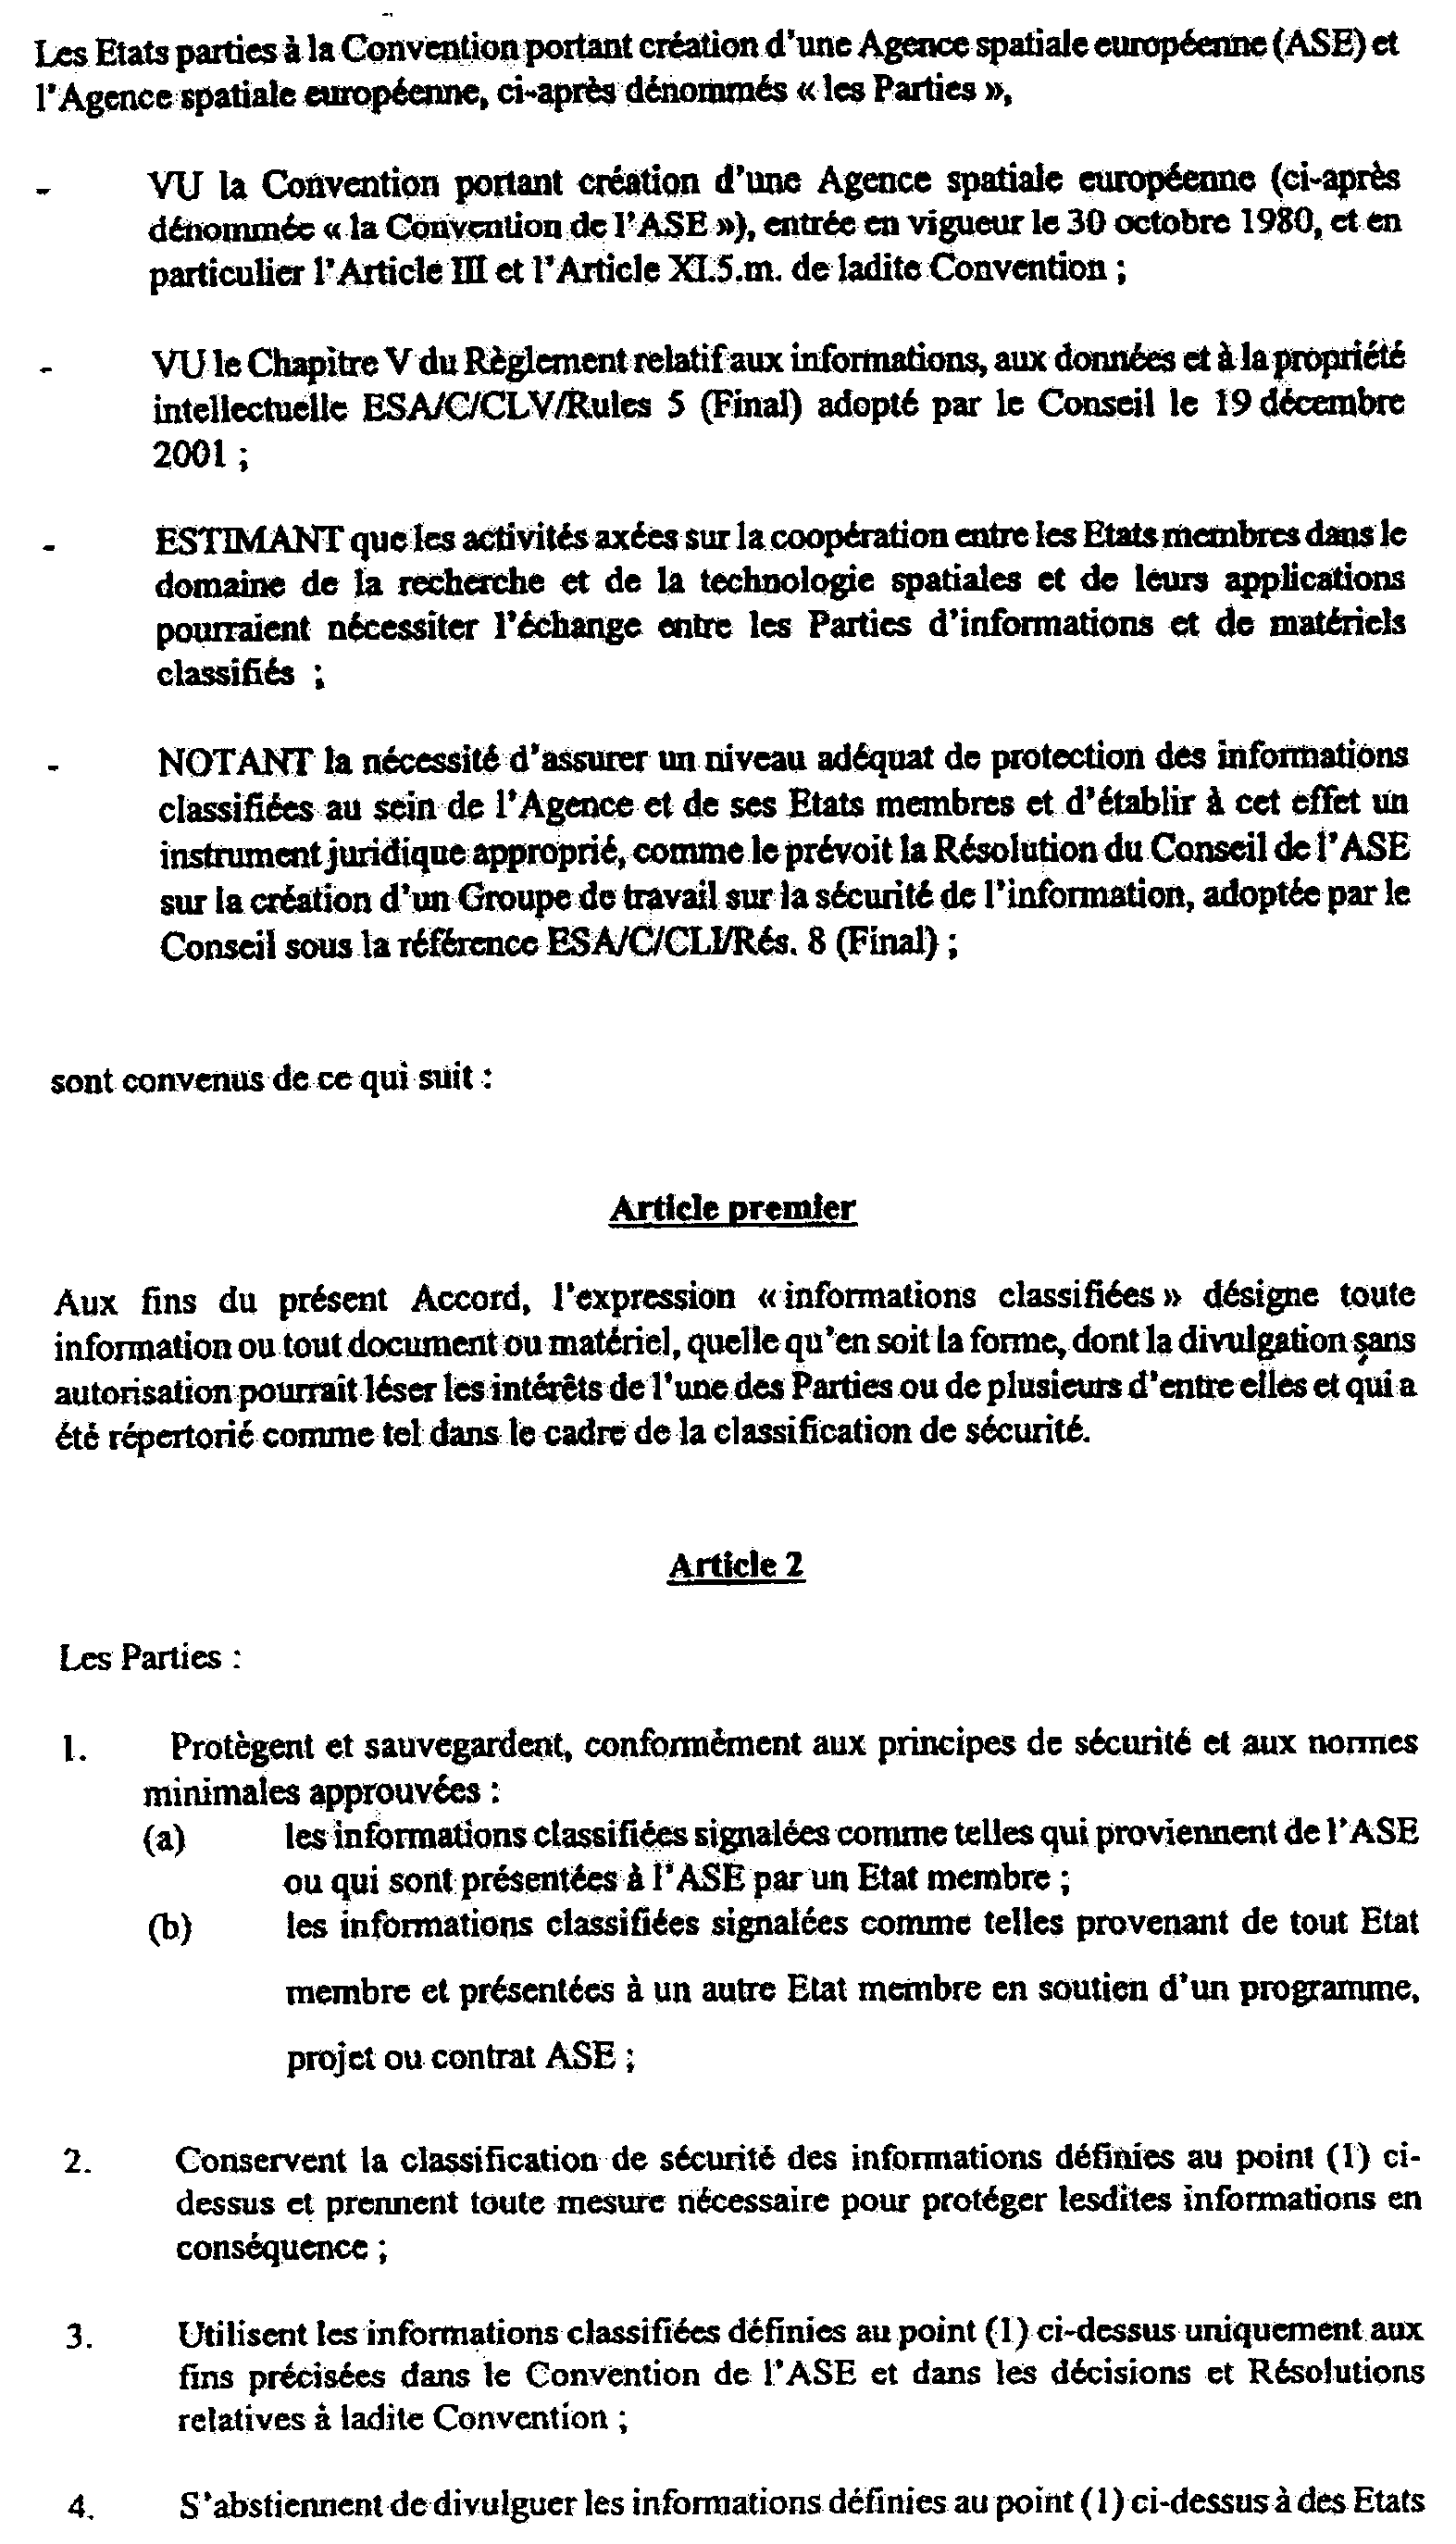 Les Etats parties à la Convention portant création d'une Agence spatiale européenne (ASE) et
l'Agence spatiale européenne, ci-après dénommés « les Parties »,
- VU la Convention portant création d'une Agence spatiale européenne (ci-après
dénommée « la Convention de l'ASE »), entrée en vigueur le 30 octobre 1980, et en
particulier l'Article III et l'Article XI.5.m. de ladite Convention ;
- VU le Chapitre V du Règlement relatif aux informations, aux données et à la propriété
intellectuelle ESA/C/CLV/Rules 5 (Final) adopté par le Conseil le 19 décembre
2001 ;
- ESTIMANT que les activités axées sur la coopération entre les Etats membres dans le
domaine de la recherche et de la technologie spatiales et de leurs applications
pourraient nécessiter l'échange entre les Parties d'informations et de matériels
classifiés ;
- NOTANT la nécessité d'assurer un niveau adéquat de protection des informations
classifiées au sein de l'Agence et de ses Etats membres et d'établir à cet effet un
instrument juridique approprié, comme le prévoit la Résolution du Conseil de l'ASE
sur la création d'un Groupe de travail sur la sécurité de l'information, adoptée par le
Conseil sous la référence ESA/C/CLI/Rés. 8 (Final) ;
sont convenus de ce qui suit :
Article premier
Aux fins du présent Accord, l'expression « informations classifiées » désigne toute
information ou tout document ou matériel, quelle qu'en soit la forme, dont la divulgation sans
autorisation pourrait léser les intérêts de l'une des Parties ou de plusieurs d'entre elles et qui a
été répertorié comme tel dans le cadre de la classification de sécurité.
Article 2
Les Parties :
1. Protègent et sauvegardent, conformément aux principes de sécurité et aux normes
minimales approuvées :
(a) les informations classifiées signalées comme telles qui proviennent de l'ASE
ou qui sont présentées à l'ASE par un Etat membre ;
(b) les informations classifiées signalées comme telles provenant de tout Etat
membre et présentées à un autre Etat membre en soutien d'un programme,
projet ou contrat ASE ;
2. Conservent la classification de sécurité des informations définies au point (1) ci-
dessus et prennent toute mesure nécessaire pour protéger lesdites informations en
conséquence ;
3. Utilisent les informations classifiées définies au point (1) ci-dessus uniquement aux
fins précisées dans le Convention de l'ASE et dans les décisions et Résolutions
relatives à ladite Convention ;
4. S'abstiennent de divulguer les informations définies au point (1) ci-dessus à des Etats